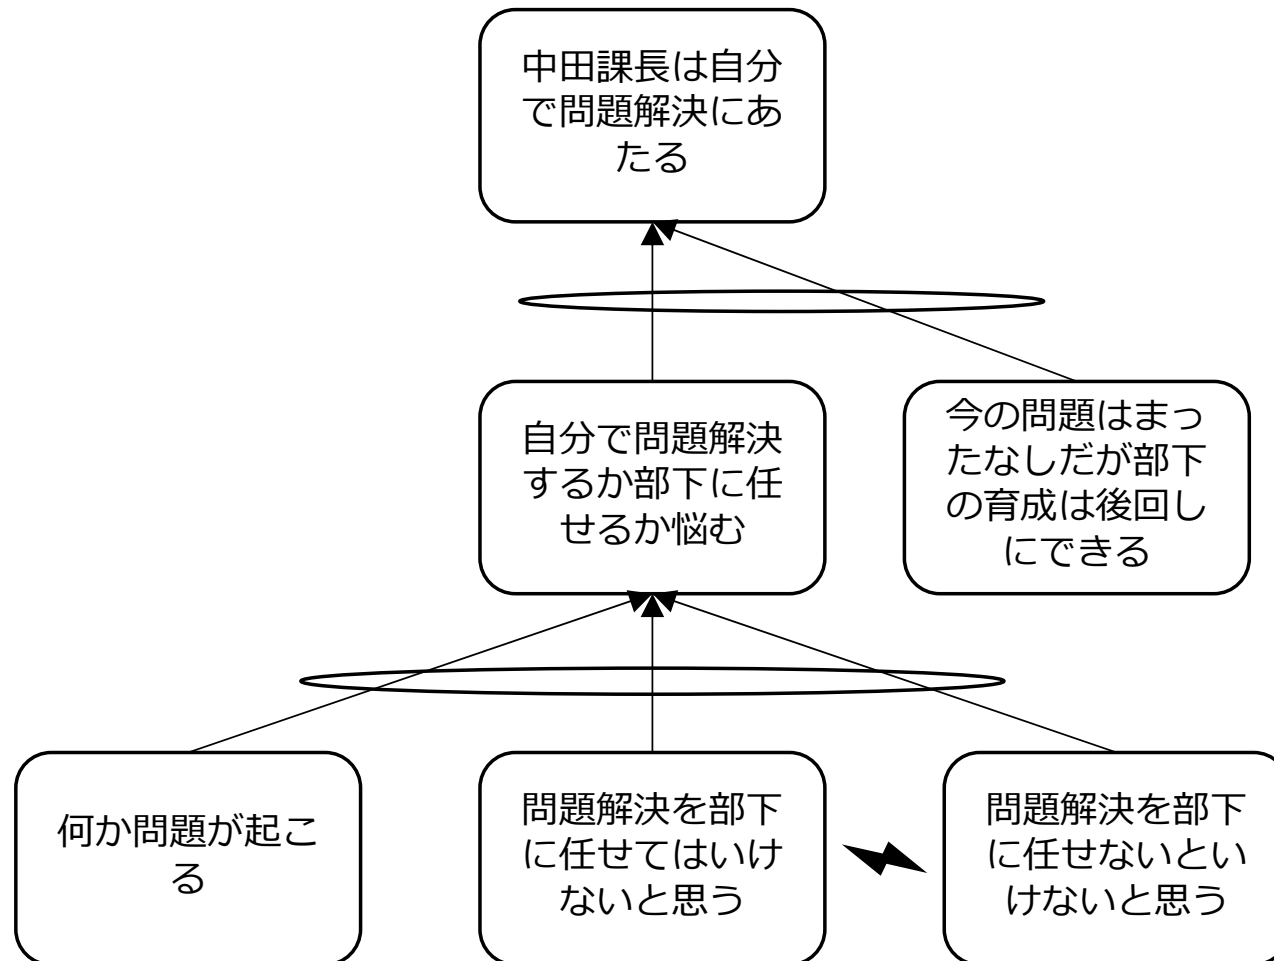 中田課長は自分
で問題解決にあ
たる
自分で問題解決
するか部下に任
せるか悩む
今の問題はまっ
たなしだが部下
の育成は後回し
にできる
何か問題が起こ
る
問題解決を部下
に任せてはいけ
ないと思う
問題解決を部下
に任せないとい
けないと思う